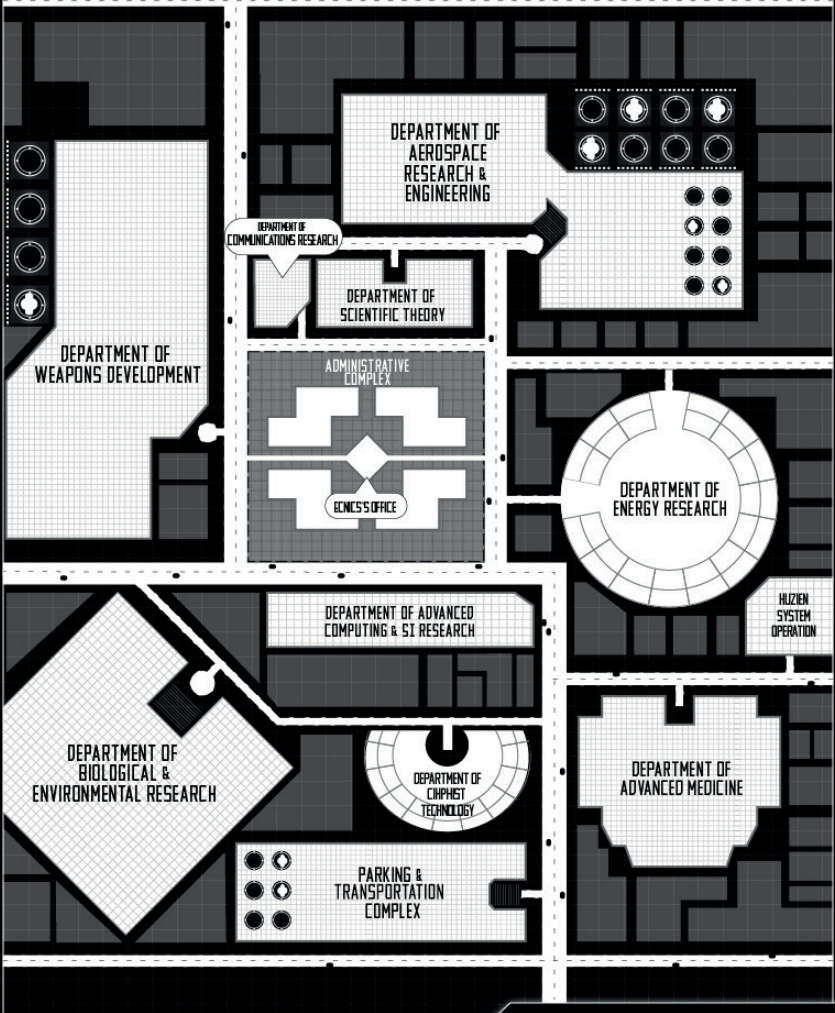 DEPARTMENT OF
AEROSPACE
RESEARCH &
ENGINEERING
DEPARTMENT OF
COMMUNICATIONS RESEARCH
DEPARTMENT OF
SCIENTIFIC THEORY
DEPARTMENT OF
WEAPONS DEVELOPMENT
ADMINISTRATIVE
COMPLEX
ECNICS'S OFFICE
DEPARTMENT OF
ENERGY RESEARCH
HUZIEN
SYSTEM
OPERATION
DEPARTMENT OF ADVANCED
COMPUTING & SI RESEARCH
DEPARTMENT OF
BIOLOGICAL &
ENVIRONMENTAL RESEARCH
DEPARTMENT OF
CIHPHIST
TECHNOLOGY
DEPARTMENT OF
ADVANCED MEDICINE
PARKING &
TRANSPORTATION
COMPLEX